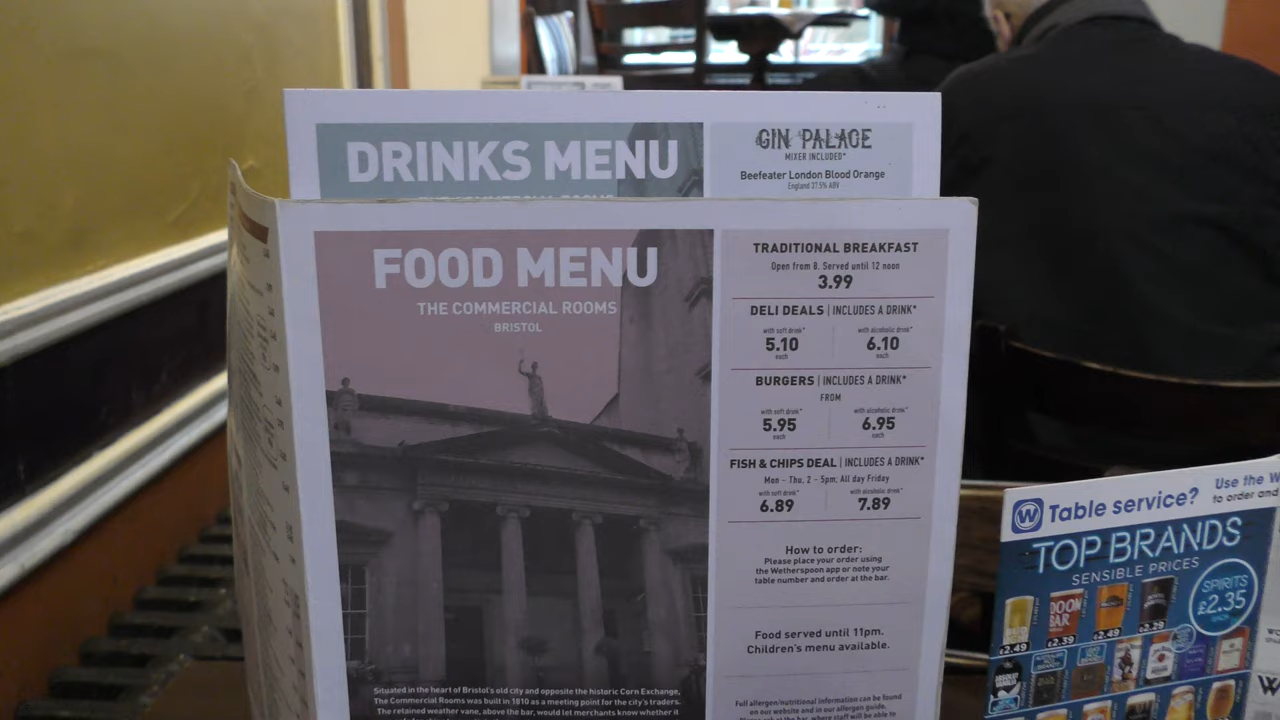 DRINKS MENU
GIN PALACE
MIXER INCLUDED*
Beefeater London Blood Orange
England 37.5% ABV
FOOD MENU
THE COMMERCIAL ROOMS
BRISTOL
TRADITIONAL BREAKFAST
Open from 8. Served until 12 noon
3.99
DELI DEALS | INCLUDES A DRINK*
with soft drink* with alcoholic drink*
5.10 6.10
each each
BURGERS | INCLUDES A DRINK*
FROM
with soft drink* with alcoholic drink*
5.95 6.95
each each
FISH & CHIPS DEAL | INCLUDES A DRINK*
Mon - Thu, 2 - 5pm; All day Friday
with soft drink* with alcoholic drink*
6.89 7.89
How to order:
Please place your order using
the Wetherspoon app or note your
table number and order at the bar.
Food served until 11pm.
Children's menu available.
Full allergen/nutritional information can be found
on our website and in our allergen guide.
Situated in the heart of Bristol's old city and opposite the historic Corn Exchange,
The Commercial Rooms was built in 1810 as a meeting point for the city's traders.
The retained weather vane, above the bar, would let merchants know whether it
W Table service? Use the W
to order and
TOP BRANDS
SENSIBLE PRICES
SPIRITS
£2.35
DOOM
BAR
£2.49 £2.39 £2.49 £2.29